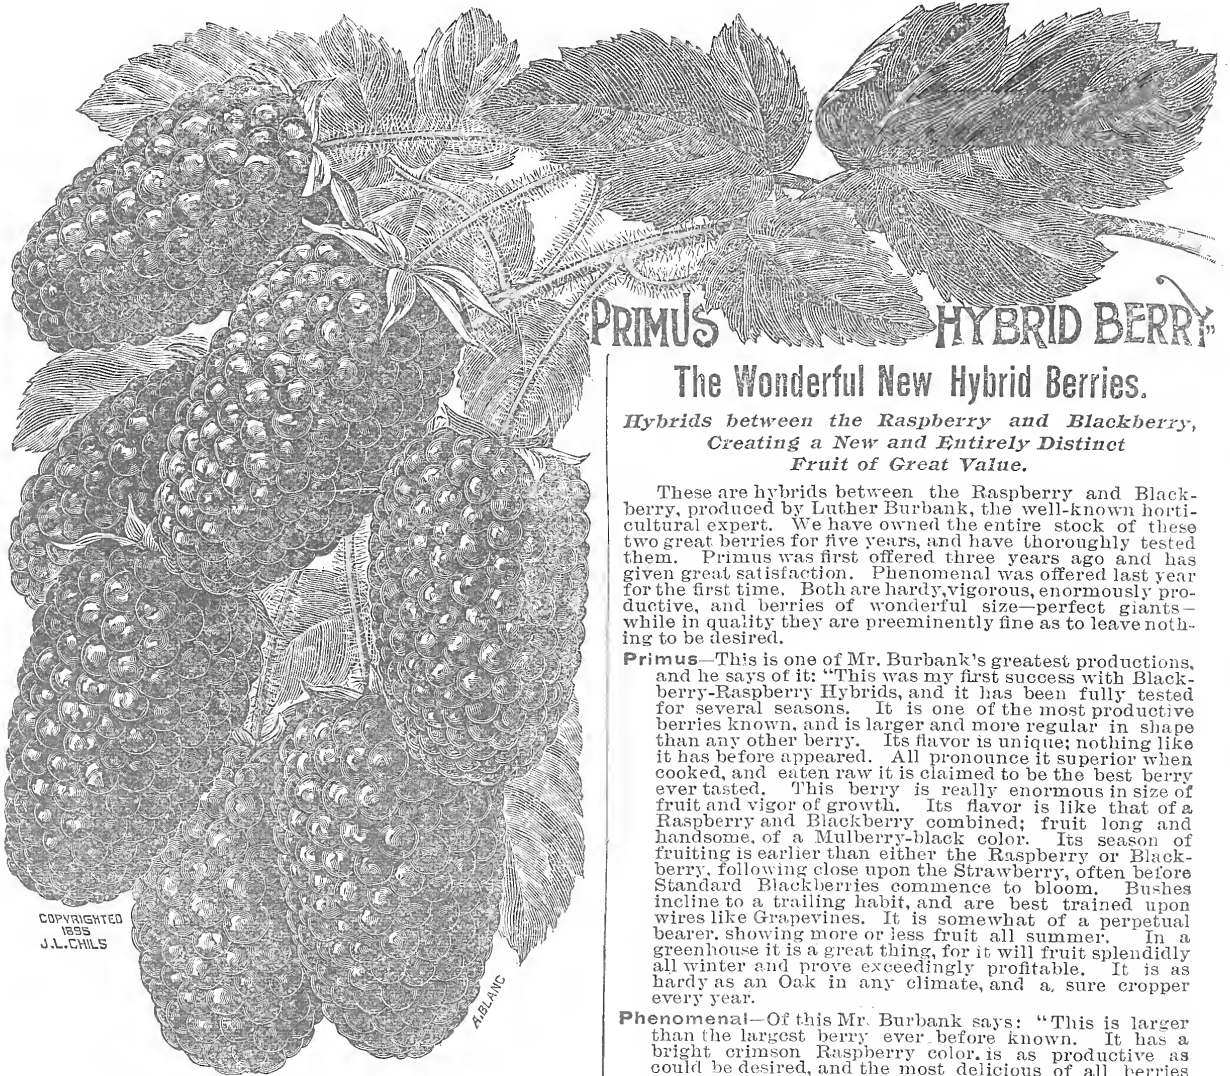 PRIMUS HYBRID BERRY"
The Wonderful New Hybrid Berries.
Hybrids between the Raspberry and Blackberry,
Creating a New and Entirely Distinct
Fruit of Great Value.
These are hybrids between the Raspberry and Black-
berry, produced by Luther Burbank, the well-known horti-
cultural expert. We have owned the entire stock of these
two great berries for five years, and have thoroughly tested
them. Primus was first offered three years ago and has
given great satisfaction. Phenomenal was offered last year
for the first time. Both are hardy, vigorous, enormously pro-
ductive, and berries of wonderful size—perfect giants—
while in quality they are preeminently fine as to leave noth-
ing to be desired.
Primus—This is one of Mr. Burbank's greatest productions,
and he says of it: "This was my first success with Black-
berry-Raspberry Hybrids, and it has been fully tested
for several seasons. It is one of the most productive
berries known, and is larger and more regular in shape
than any other berry. Its flavor is unique; nothing like
it has before appeared. All pronounce it superior when
cooked, and eaten raw it is claimed to be the best berry
ever tasted. This berry is really enormous in size of
fruit and vigor of growth. Its flavor is like that of a
Raspberry and Blackberry combined; fruit long and
handsome, of a Mulberry-black color. Its season of
fruiting is earlier than either the Raspberry or Black-
berry, following close upon the Strawberry, often before
Standard Blackberries commence to bloom. Bushes
incline to a trailing habit, and are best trained upon
wires like Grapevines. It is somewhat of a perpetual
bearer, showing more or less fruit all summer. In a
greenhouse it is a great thing, for it will fruit splendidly
all winter and prove exceedingly profitable. It is as
hardy as an Oak in any climate, and a sure cropper
every year.
Phenomenal—Of this Mr. Burbank says: "This is larger
than the largest berry ever before known. It has a
bright crimson Raspberry color, is as productive as
could be desired, and the most delicious of all berries
COPYRIGHTED
1895
J.L.CHILS
A.BLANC